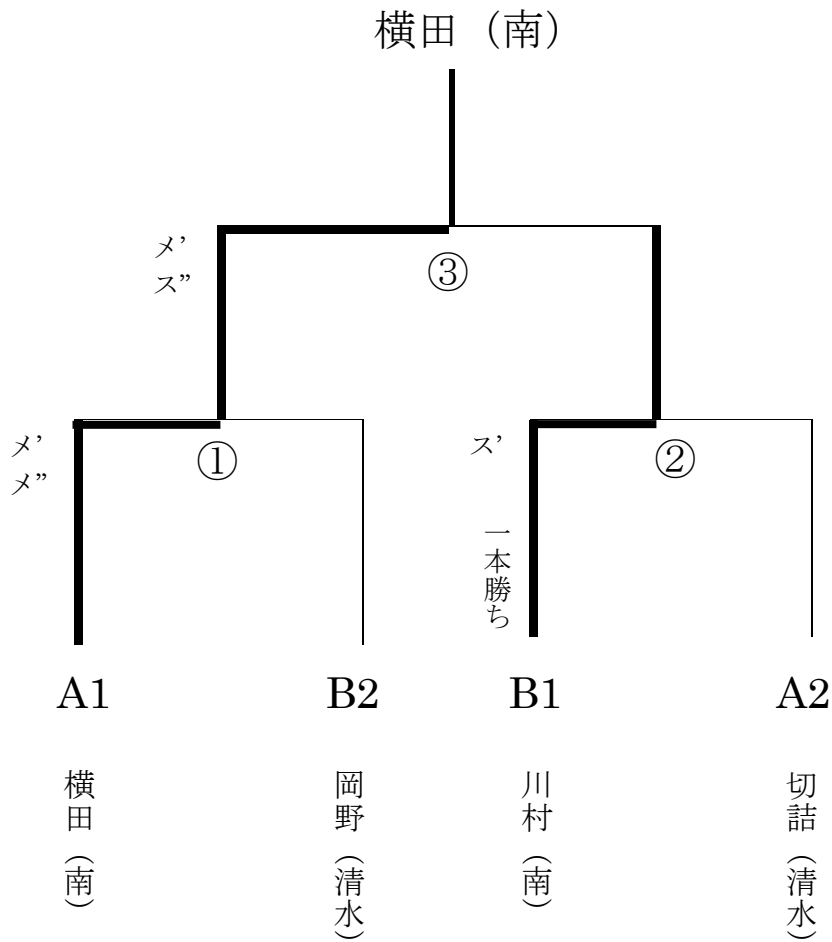 横田（南）
メ’
ス”
③
メ’
メ”
①
ス’
②
一本勝ち
A1
B2
B1
A2
横田（南）
岡野（清水）
川村（南）
切詰（清水）